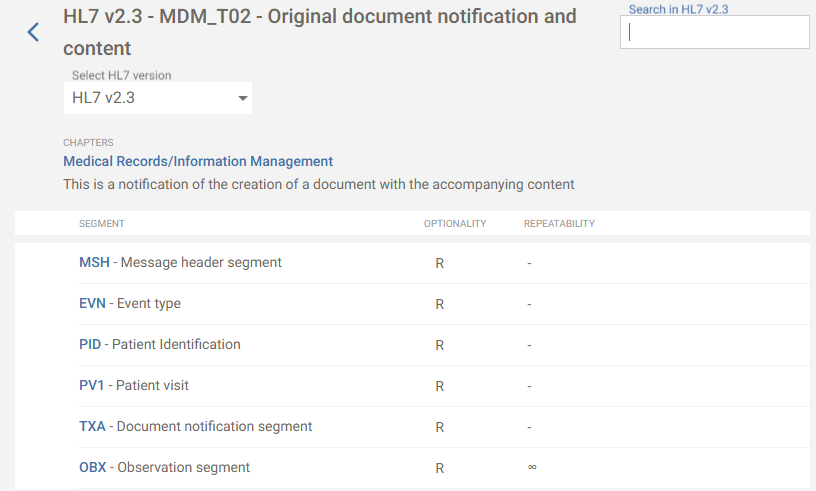 HL7 v2.3 - MDM_T02 - Original document notification and
content
Search in HL7 v2.3
Select HL7 version
HL7 v2.3
CHAPTERS
Medical Records/Information Management
This is a notification of the creation of a document with the accompanying content
SEGMENT OPTIONALITY REPEATABILITY
MSH - Message header segment R -
EVN - Event type R -
PID - Patient Identification R -
PV1 - Patient visit R -
TXA - Document notification segment R -
OBX - Observation segment R ∞